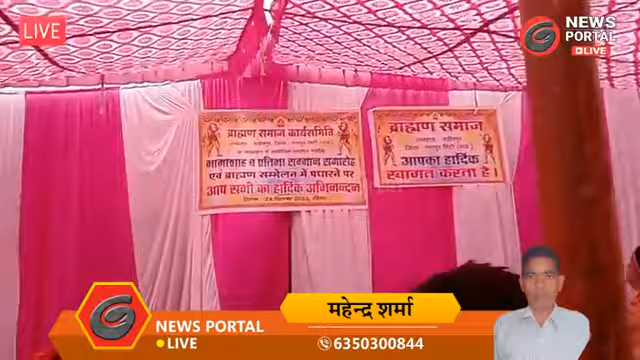 LIVE
NEWS
PORTAL
LIVE
ब्राह्मण समाज कार्यसमिति
भामाशाह व प्रतिभा सम्मान समारोह
एवं ब्राह्मण सम्मेलन में पधारने पर
आप सभी का हार्दिक अभिनन्दन
ब्राह्मण समाज
आपका हार्दिक
स्वागत करता है।
महेन्द्र शर्मा
NEWS PORTAL
LIVE
6350300844